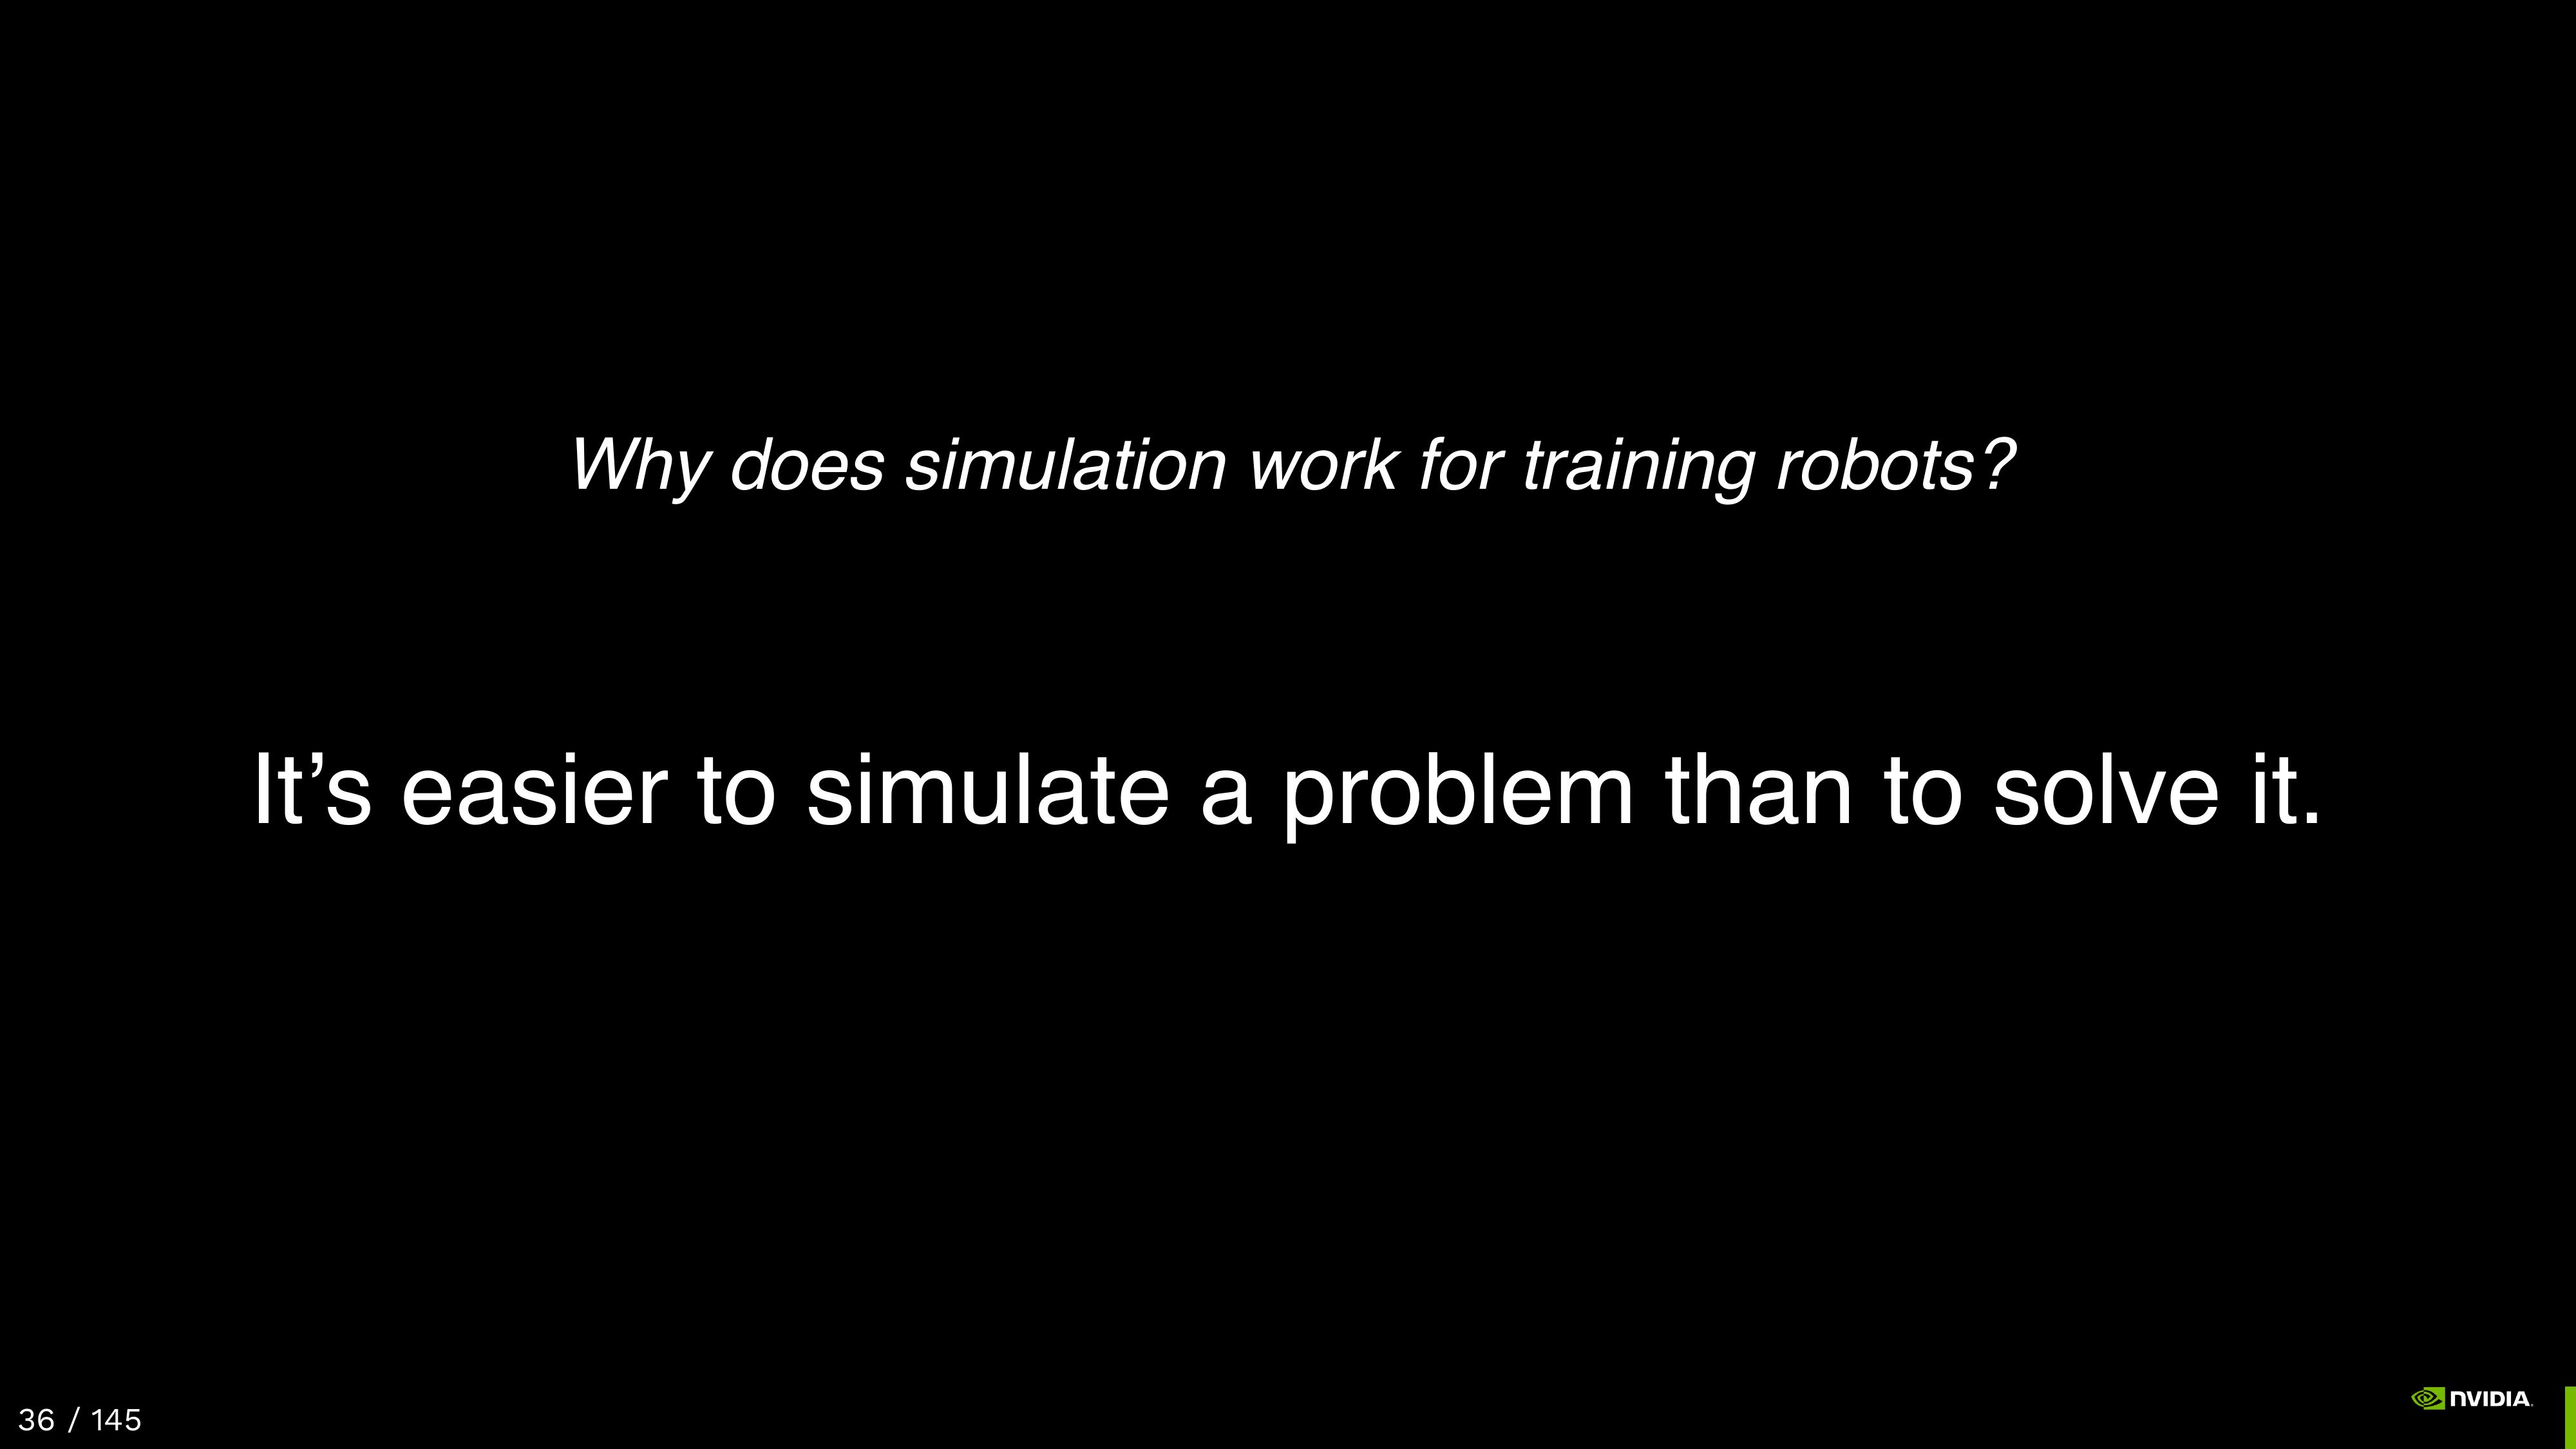 Why does simulation work for training robots?
It’s easier to simulate a problem than to solve it.
36 / 145
NVIDIA.